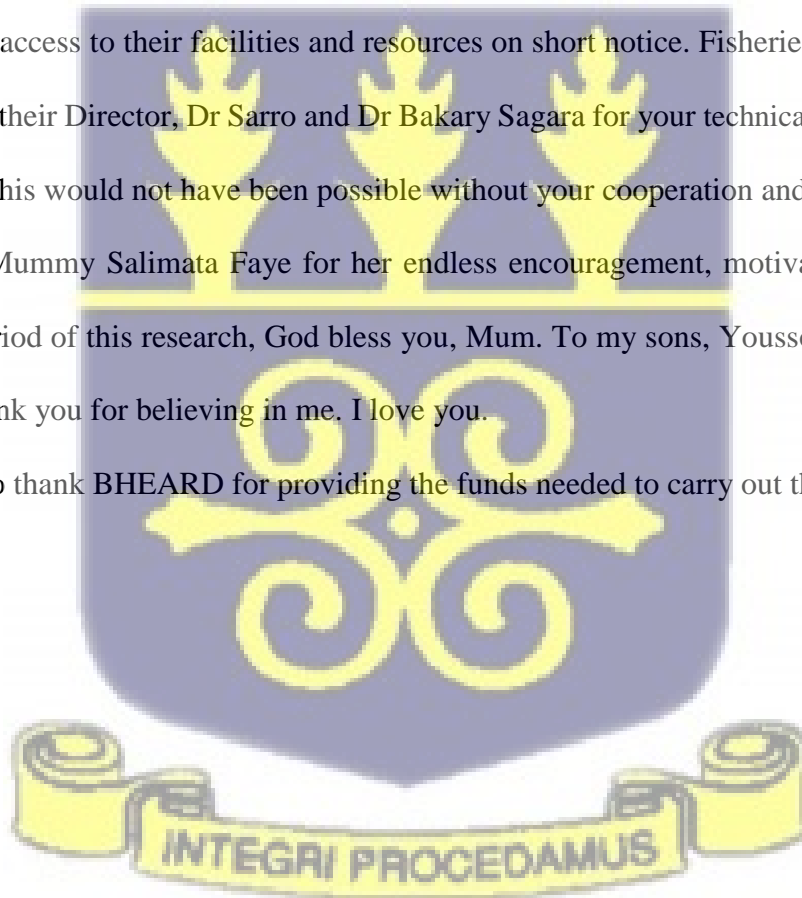 access to their facilities and resources on short notice. Fisherie
their Director, Dr Sarro and Dr Bakary Sagara for your technica
his would not have been possible without your cooperation and
Mummy Salimata Faye for her endless encouragement, motiva
riod of this research, God bless you, Mum. To my sons, Yousso
nk you for believing in me. I love you.
o thank BHEARD for providing the funds needed to carry out th
INTEGRI PROCEDAMUS